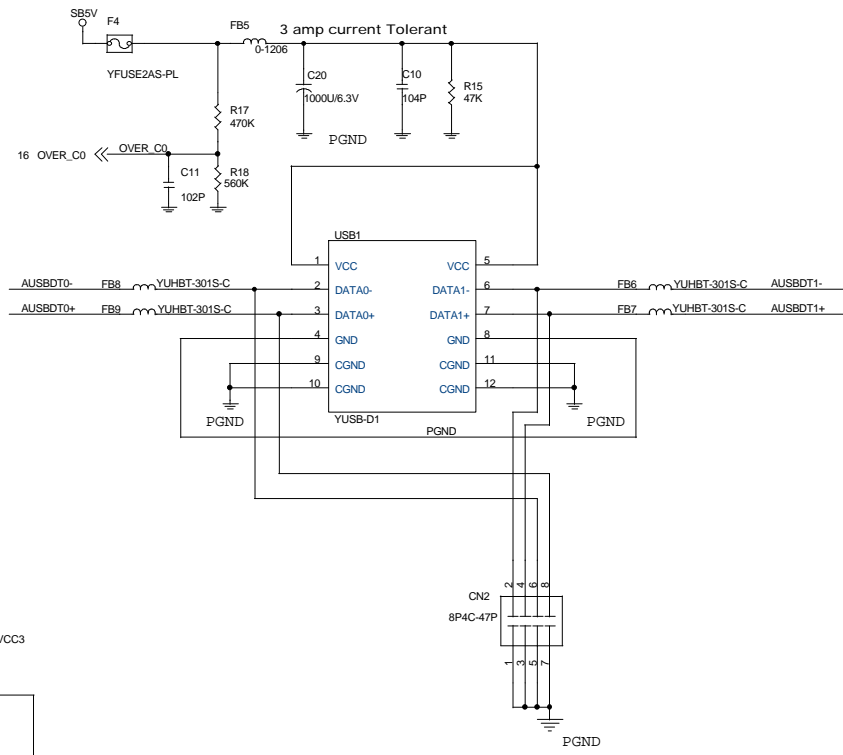 SB5V
F4
YFUSE2AS-PL
FB5
0-1206
3 amp current Tolerant
C20
1000U/6.3V
C10
104P
R15
47K
PGND
R17
470K
16 OVER_C0
OVER_C0
C11
102P
R18
560K
USB1
1 VCC VCC 5
AUSBDT0- FB8 YUHBT-301S-C 2 DATA0- DATA1- 6 FB6 YUHBT-301S-C AUSBDT1-
AUSBDT0+ FB9 YUHBT-301S-C 3 DATA0+ DATA1+ 7 FB7 YUHBT-301S-C AUSBDT1+
4 GND GND 8
9 CGND CGND 11
10 CGND CGND 12
PGND YUSB-D1 PGND
PGND
2 4 6 8
CN2
8P4C-47P
1 3 5 7
VCC3
PGND